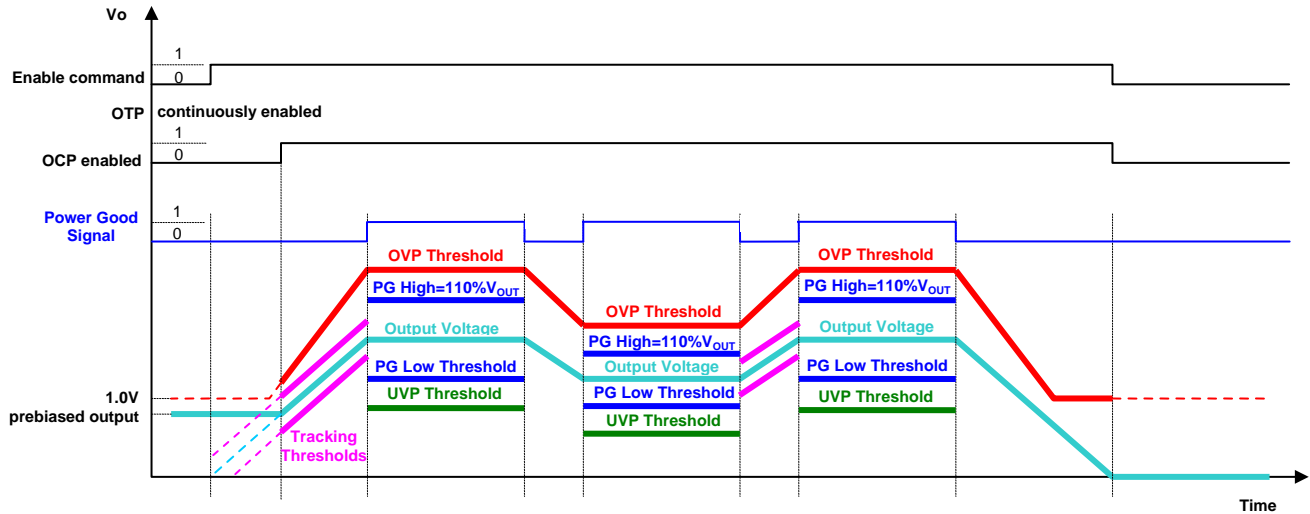 Vo
1
Enable command
0
OTP continuously enabled
1
OCP enabled
0
Power Good
Signal
1
0
OVP Threshold
OVP Threshold
PG High=110%VOUT
PG High=110%VOUT
OVP Threshold
Output Voltage
Output Voltage
PG High=110%VOUT
PG Low Threshold
Output Voltage
PG Low Threshold
UVP Threshold
PG Low Threshold
UVP Threshold
1.0V
prebiased output
UVP Threshold
Tracking
Thresholds
Time